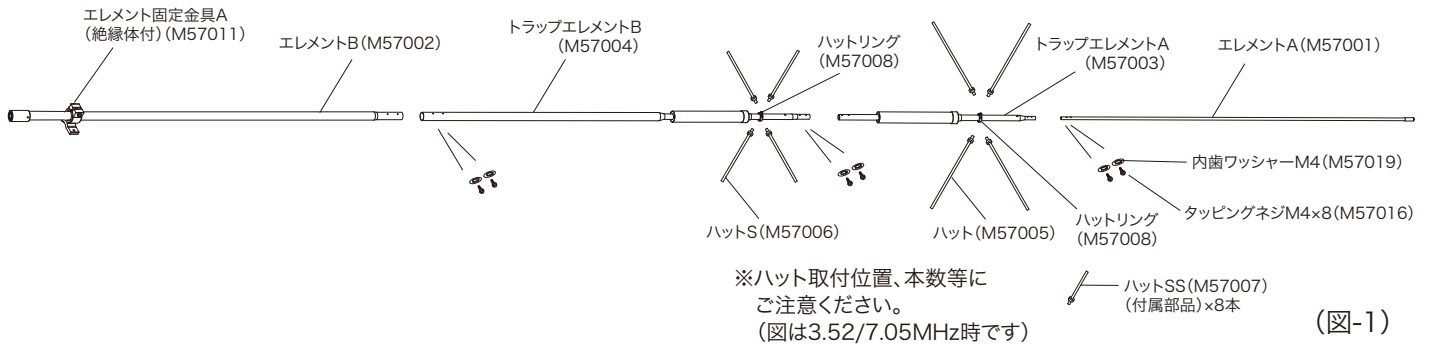 エレメント固定金具A
(絶縁体付)(M57011)
エレメントB(M57002)
トラップエレメントB
(M57004)
ハットリング
(M57008)
トラップエレメントA
(M57003)
エレメントA(M57001)
内歯ワッシャーM4(M57019)
タッピングネジM4×8(M57016)
ハットS(M57006)
ハット(M57005)
ハットリング
(M57008)
※ハット取付位置、本数等に
ご注意ください。
(図は3.52/7.05MHz時です)
ハットSS(M57007)
(付属部品)×8本
(図-1)